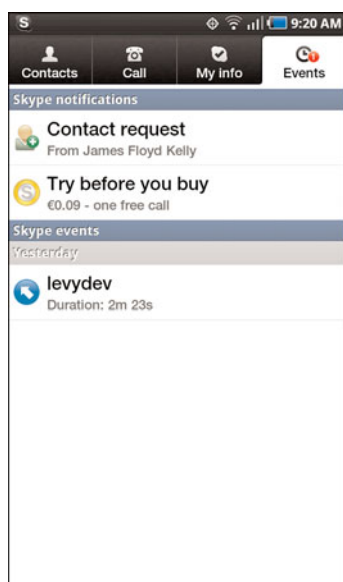 S 9:20 AM
Contacts Call My info Events
Skype notifications
Contact request
From James Floyd Kelly
Try before you buy
€0.09 - one free call
Skype events
Yesterday
levydev
Duration: 2m 23s